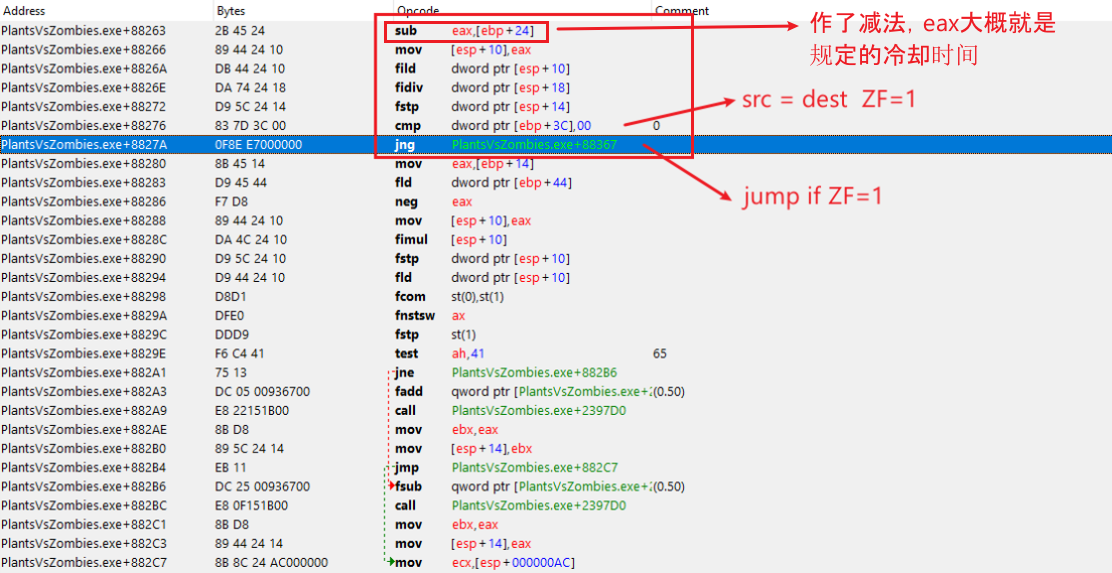 Address Bytes Opcode Comment
PlantsVsZombies.exe+88263 2B 45 24 sub eax,[ebp+24]
PlantsVsZombies.exe+88266 89 44 24 10 mov [esp+10],eax
PlantsVsZombies.exe+8826A DB 44 24 10 fild dword ptr [esp+10]
PlantsVsZombies.exe+8826E DA 74 24 18 fidiv dword ptr [esp+18]
PlantsVsZombies.exe+88272 D9 5C 24 14 fstp dword ptr [esp+14]
PlantsVsZombies.exe+88276 83 7D 3C 00 cmp dword ptr [ebp+3C],00 0
PlantsVsZombies.exe+8827A 0F8E E7000000 jng PlantsVsZombies.exe+88367
PlantsVsZombies.exe+88280 8B 45 14 mov eax,[ebp+14]
PlantsVsZombies.exe+88283 D9 45 44 fld dword ptr [ebp+44]
PlantsVsZombies.exe+88286 F7 D8 neg eax
PlantsVsZombies.exe+88288 89 44 24 10 mov [esp+10],eax
PlantsVsZombies.exe+8828C DA 4C 24 10 fimul [esp+10]
PlantsVsZombies.exe+88290 D9 5C 24 10 fstp dword ptr [esp+10]
PlantsVsZombies.exe+88294 D9 44 24 10 fld dword ptr [esp+10]
PlantsVsZombies.exe+88298 D8D1 fcom st(0),st(1)
PlantsVsZombies.exe+8829A DFE0 fnstsw ax
PlantsVsZombies.exe+8829C DDD9 fstp st(1)
PlantsVsZombies.exe+8829E F6 C4 41 test ah,41 65
PlantsVsZombies.exe+882A1 75 13 jne PlantsVsZombies.exe+882B6
PlantsVsZombies.exe+882A3 DC 05 00936700 fadd qword ptr [PlantsVsZombies.exe+2(0.50)
PlantsVsZombies.exe+882A9 E8 22151B00 call PlantsVsZombies.exe+2397D0
PlantsVsZombies.exe+882AE 8B D8 mov ebx,eax
PlantsVsZombies.exe+882B0 89 5C 24 14 mov [esp+14],ebx
PlantsVsZombies.exe+882B4 EB 11 jmp PlantsVsZombies.exe+882C7
PlantsVsZombies.exe+882B6 DC 25 00936700 fsub qword ptr [PlantsVsZombies.exe+2(0.50)
PlantsVsZombies.exe+882BC E8 0F151B00 call PlantsVsZombies.exe+2397D0
PlantsVsZombies.exe+882C1 8B D8 mov ebx,eax
PlantsVsZombies.exe+882C3 89 44 24 14 mov [esp+14],eax
PlantsVsZombies.exe+882C7 8B 8C 24 AC000000 mov ecx,[esp+000000AC]
作了减法, eax大概就是
规定的冷却时间
src = dest ZF=1
jump if ZF=1